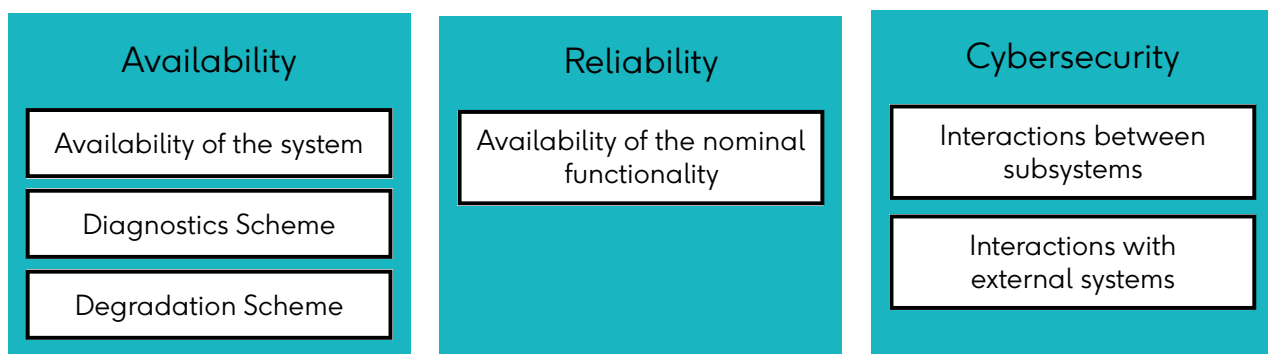 Availability
Availability of the system
Diagnostics Scheme
Degradation Scheme
Reliability
Availability of the nominal
functionality
Cybersecurity
Interactions between
subsystems
Interactions with
external systems